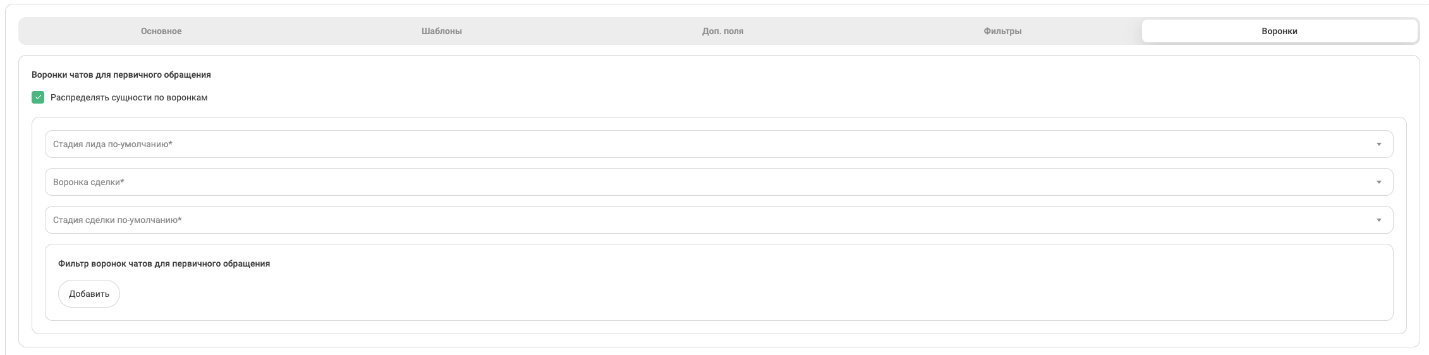 Основное Шаблоны Доп. поля Фильтры Воронки
Воронки чатов для первичного обращения
Распределять сущности по воронкам
Стадия лида по-умолчанию*
Воронка сделки*
Стадия сделки по-умолчанию*
Фильтр воронок чатов для первичного обращения
Добавить